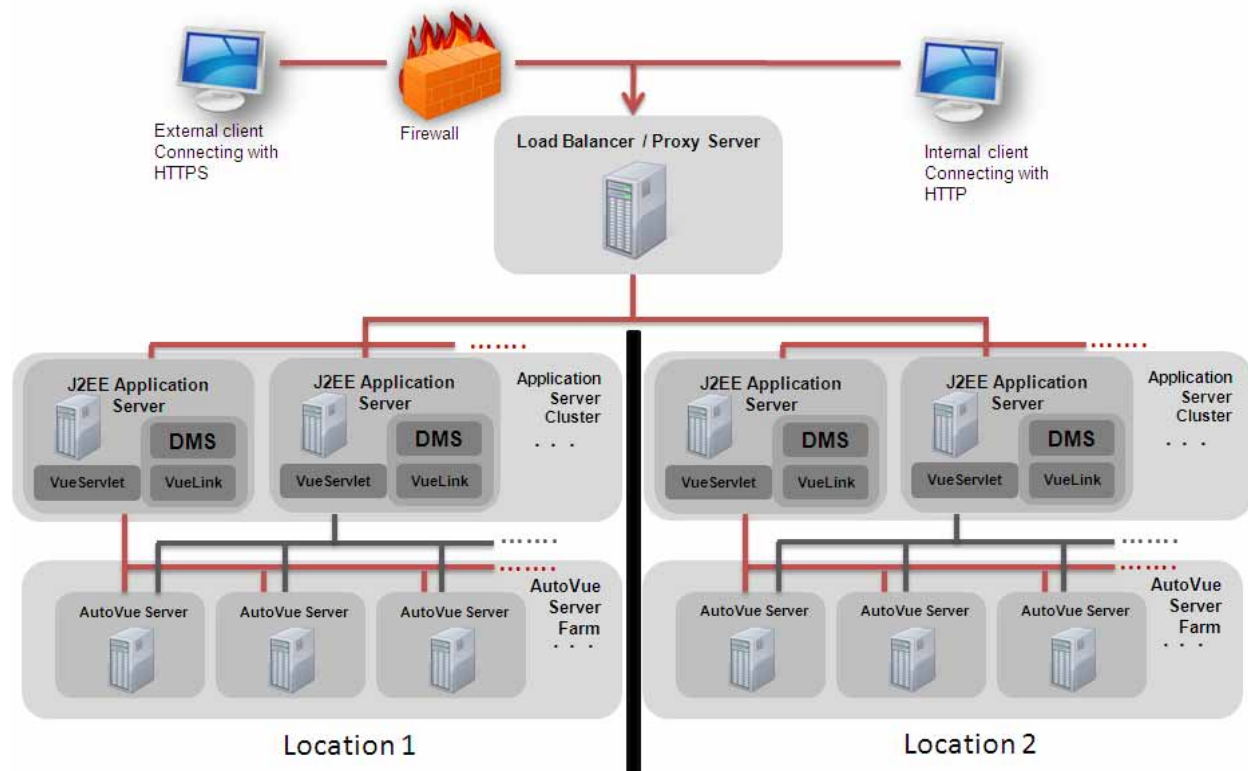 External client
Connecting with
HTTPS
Firewall
Load Balancer / Proxy Server
Internal client
Connecting with
HTTP
J2EE Application
Server
DMS
VueServlet
VueLink
J2EE Application
Server
DMS
VueServlet
VueLink
Application
Server
Cluster
. . .
J2EE Application
Server
DMS
VueServlet
VueLink
J2EE Application
Server
DMS
VueServlet
VueLink
Application
Server
Cluster
. . .
AutoVue Server
AutoVue Server
AutoVue Server
AutoVue
Server
Farm
. . .
AutoVue Server
AutoVue Server
AutoVue Server
AutoVue
Server
Farm
. . .
Location 1
Location 2